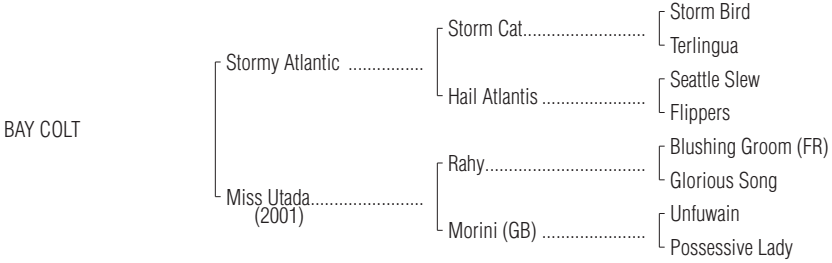 Storm Bird
Storm Cat..........................
Terlingua
Stormy Atlantic ................
Seattle Slew
Hail Atlantis ......................
Flippers
BAY COLT
Blushing Groom (FR)
Rahy..................................
Glorious Song
Miss Utada........................
(2001)
Unfuwain
Morini (GB) ......................
Possessive Lady